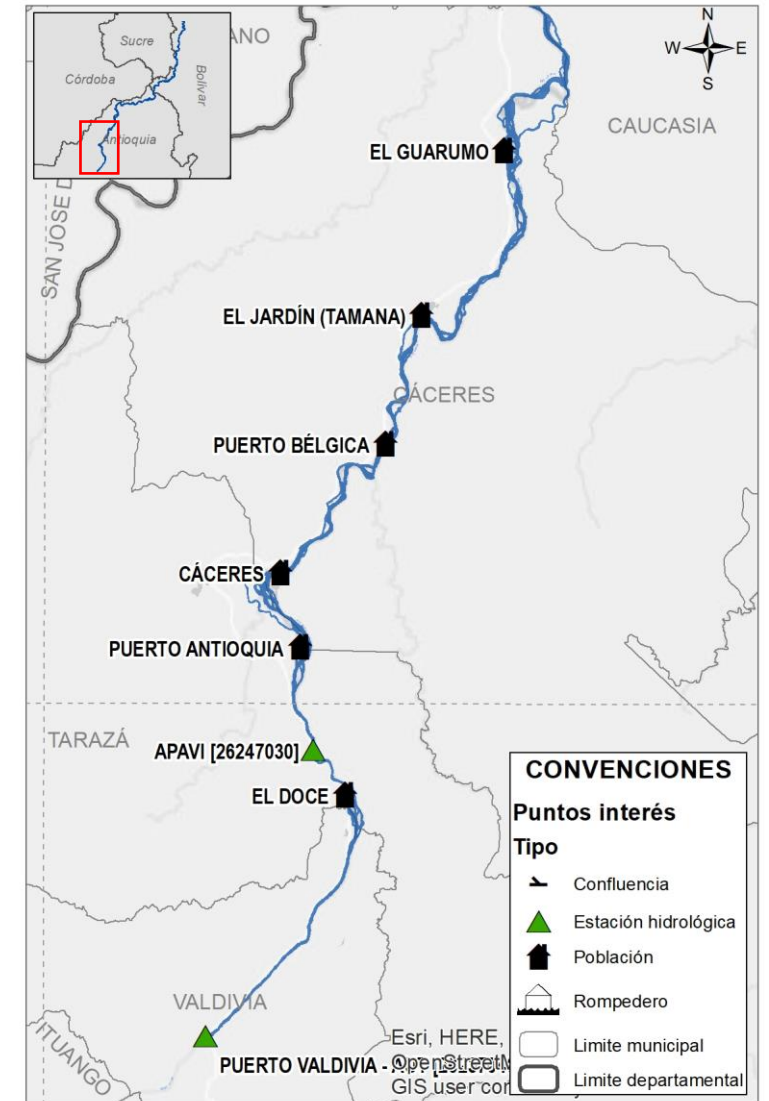 Sucre
Córdoba
Bolívar
Antioquia
ANO
N
W
E
S
CAUCASIA
EL GUARUMO
SAN JOSE D
EL JARDÍN (TAMANA)
CÁCERES
PUERTO BÉLGICA
CÁCERES
PUERTO ANTIOQUIA
TARAZÁ
APAVI [26247030]
EL DOCE
VALDIVIA
ITUANGO
PUERTO VALDIVIA -
Esri, HERE,
OpenStreetM
GIS user co
CONVENCIONES
Puntos interés
Tipo
Confluencia
Estación hidrológica
Población
Rompedero
Limite municipal
Limite departamental